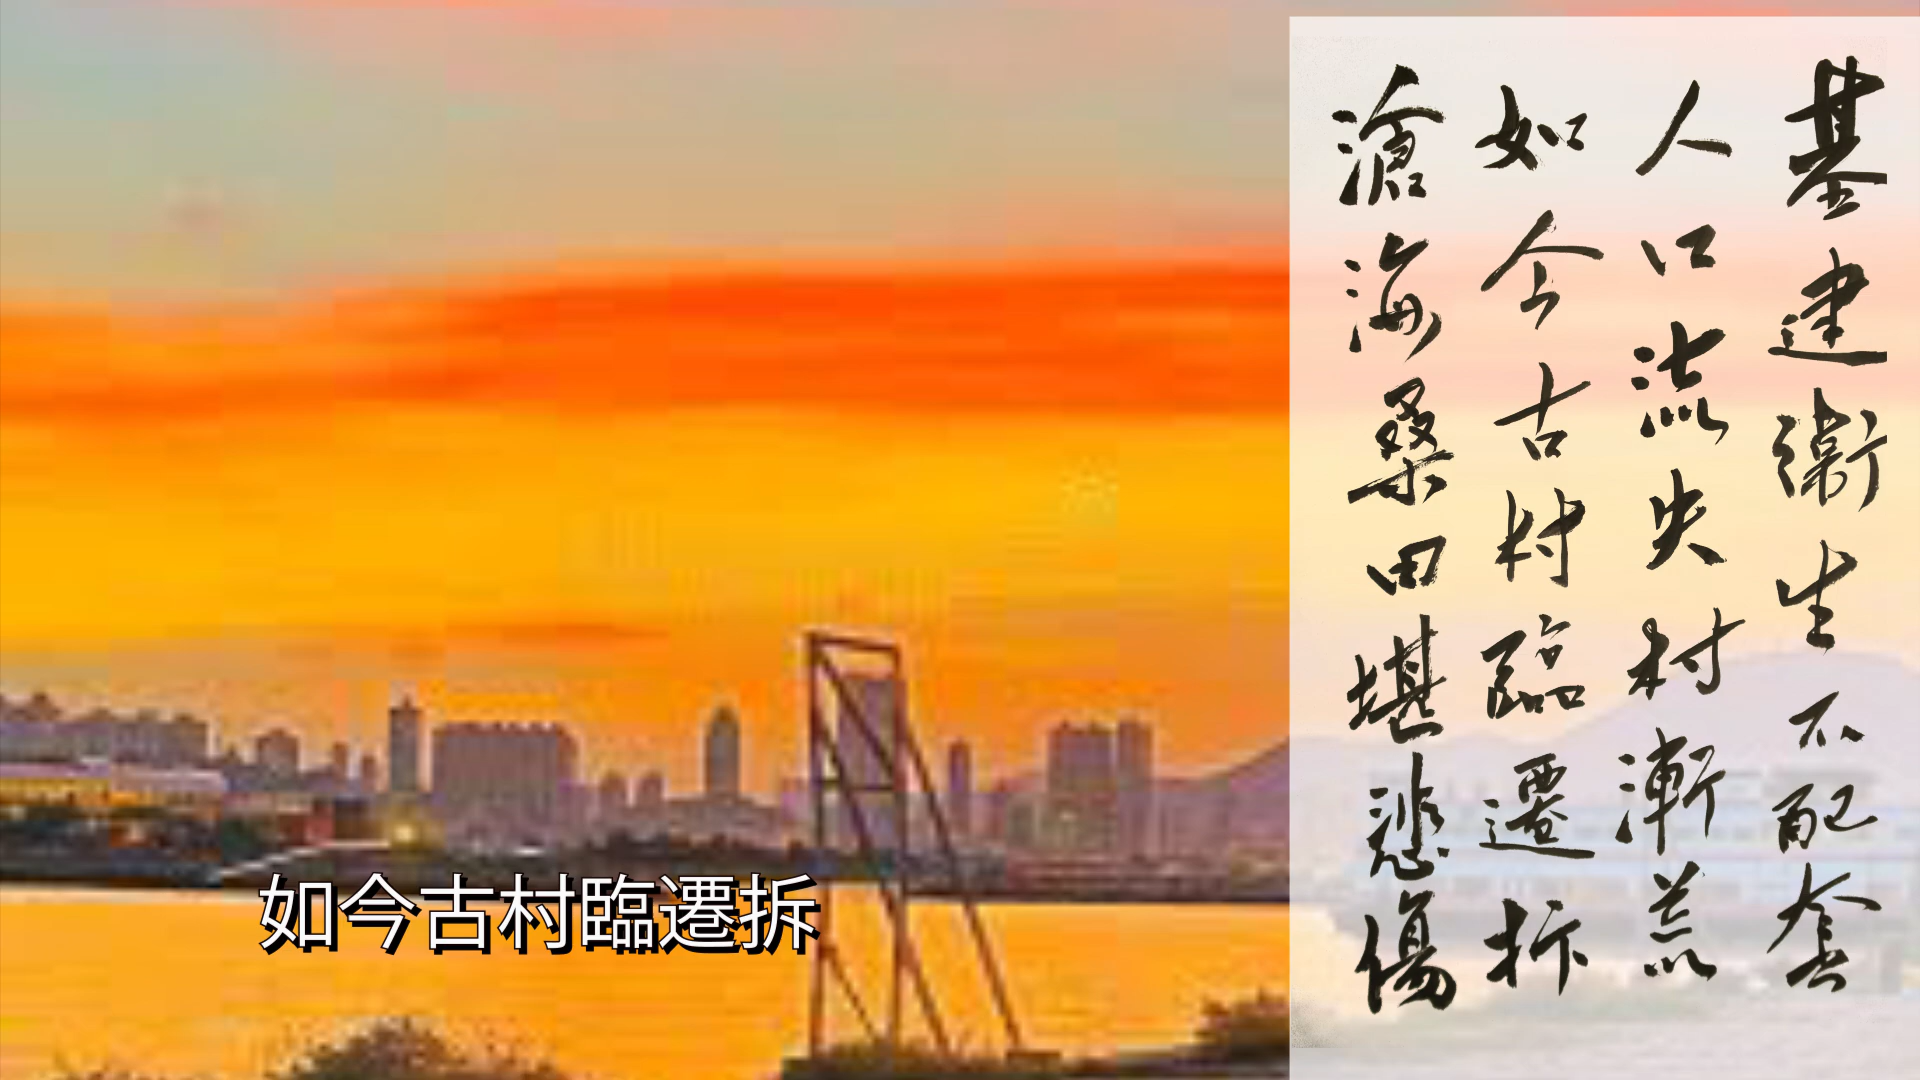 基建衛生不配套
人口流失村漸荒
如今古村臨遷拆
滄海桑田堪悲傷
如今古村臨遷拆